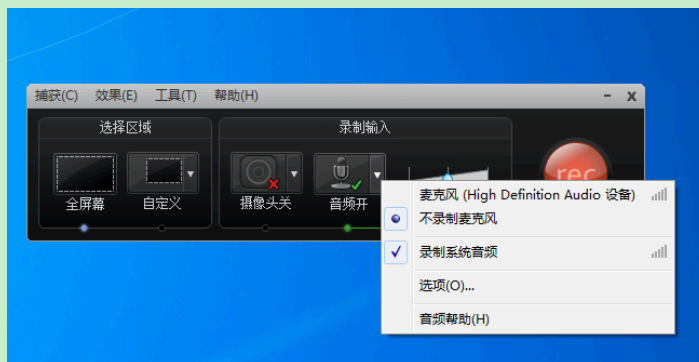 捕获(C) 效果(E) 工具(T) 帮助(H)
选择区域
录制输入
全屏幕
自定义
摄像头关
音频开
rec
麦克风 (High Definition Audio 设备)
不录制麦克风
录制系统音频
选项(O)...
音频帮助(H)